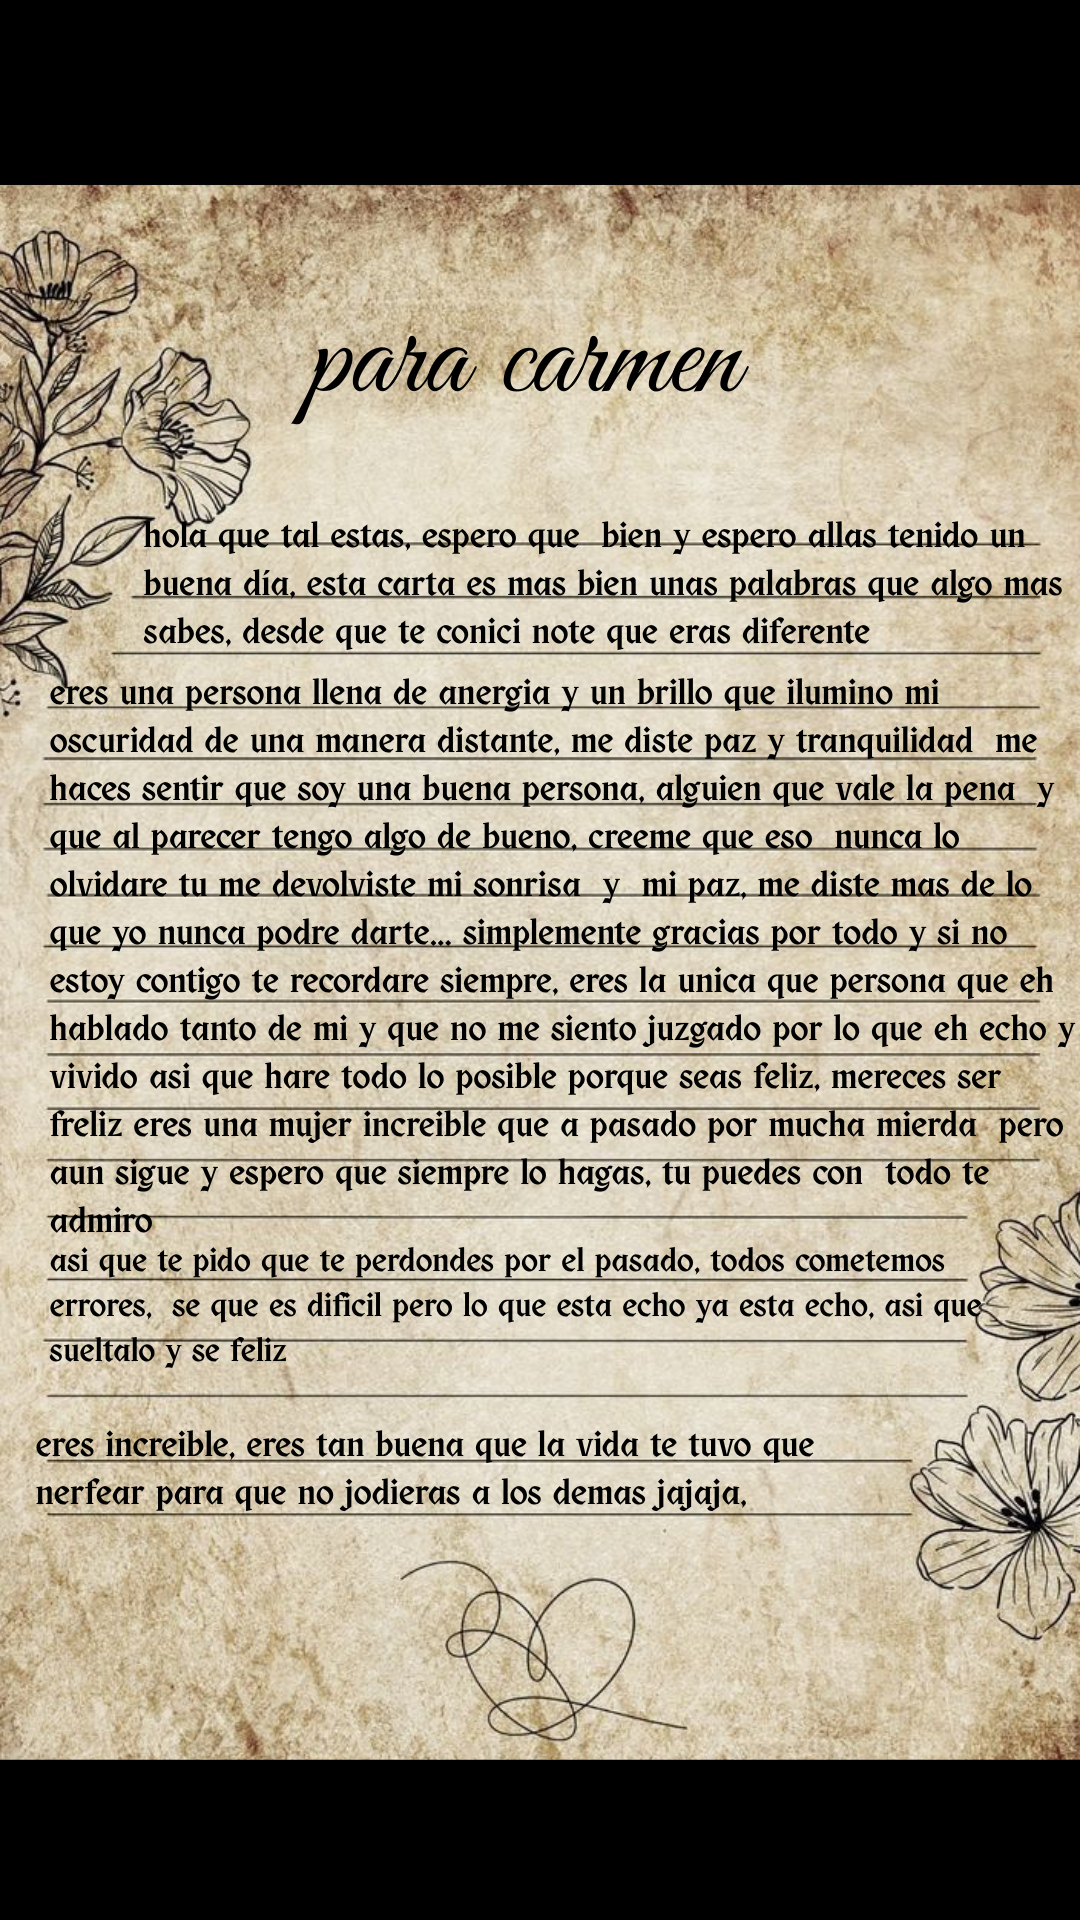 para carmen
hola que tal estas, espero que bien y espero allas tenido un
buena día, esta carta es mas bien unas palabras que algo mas
sabes, desde que te conici note que eras diferente
eres una persona llena de anergia y un brillo que ilumino mi
oscuridad de una manera distante, me diste paz y tranquilidad me
haces sentir que soy una buena persona, alguien que vale la pena y
que al parecer tengo algo de bueno, creeme que eso nunca lo
olvidare tu me devolviste mi sonrisa y mi paz, me diste mas de lo
que yo nunca podre darte... simplemente gracias por todo y si no
estoy contigo te recordare siempre, eres la unica que persona que eh
hablado tanto de mi y que no me siento juzgado por lo que eh echo y
vivido asi que hare todo lo posible porque seas feliz, mereces ser
freliz eres una mujer increible que a pasado por mucha mierda pero
aun sigue y espero que siempre lo hagas, tu puedes con todo te
admiro
asi que te pido que te perdondes por el pasado, todos cometemos
errores, se que es dificil pero lo que esta echo ya esta echo, asi que
sueltalo y se feliz
eres increible, eres tan buena que la vida te tuvo que
nerfear para que no jodieras a los demas jajaja,